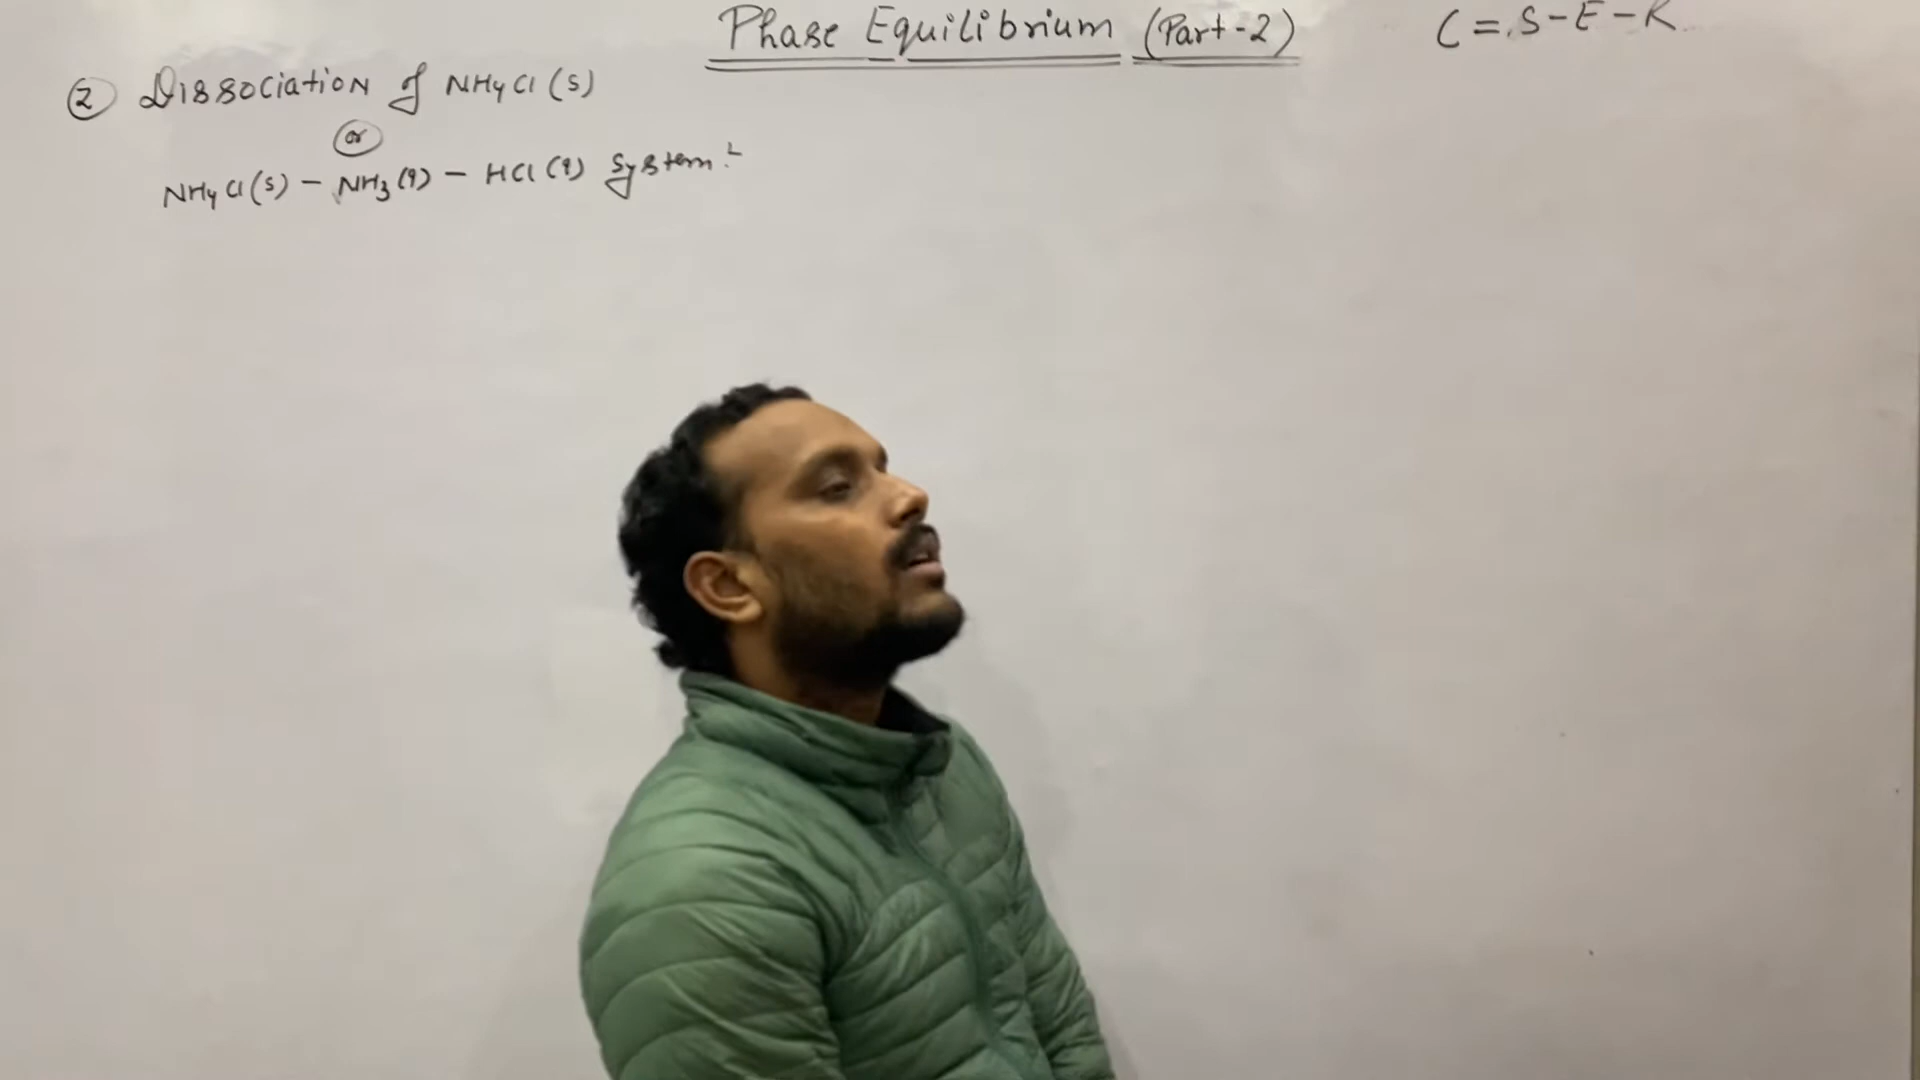 Phase Equilibrium (Part-2)
C = S - E - R
② Dissociation of NH4Cl (s)
or
NH4Cl (s) - NH3 (g) - HCl (g) System :-